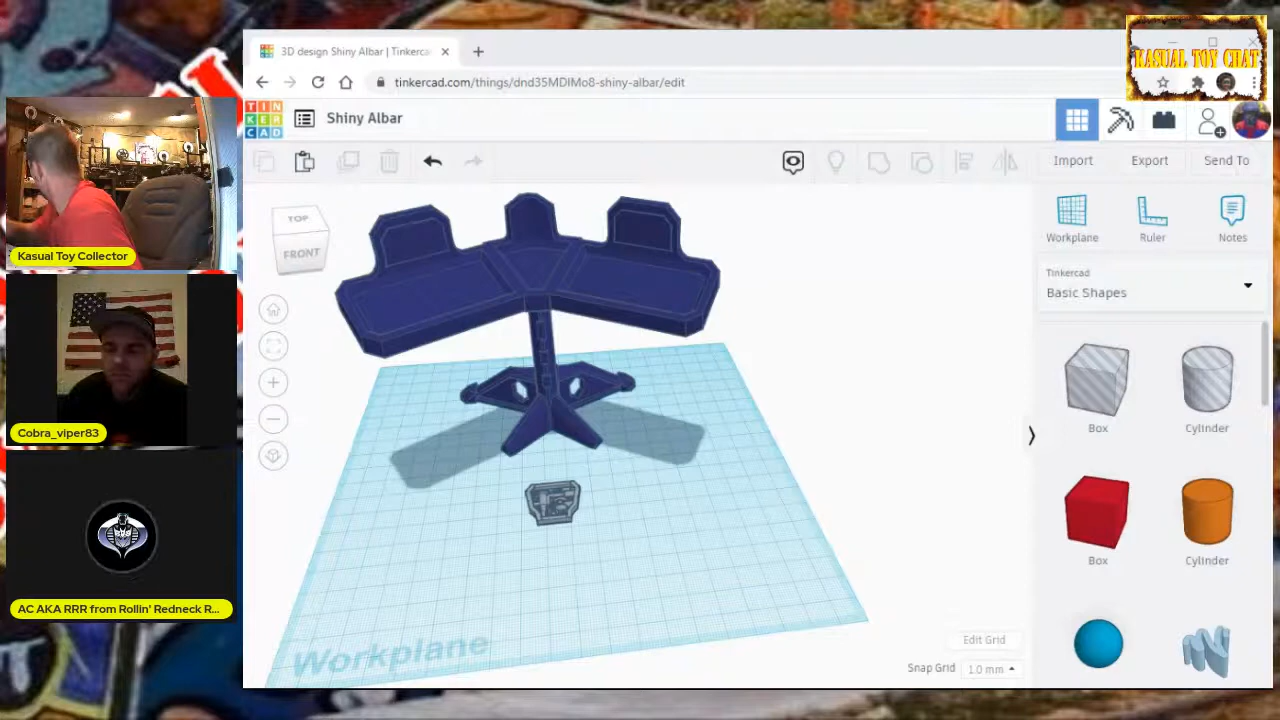 3D design Shiny Albar | Tinkerca
KASUAL TOY CHAT
tinkercad.com/things/dnd35MDIMo8-shiny-albar/edit
TIN
KER
CAD
Shiny Albar
Import
Export
Send To
TOP
FRONT
Workplane
Ruler
Notes
Tinkercad
Basic Shapes
Box
Cylinder
Box
Cylinder
Workplane
Edit Grid
Snap Grid
1.0 mm
Kasual Toy Collector
Cobra_viper83
AC AKA RRR from Rollin' Redneck R...